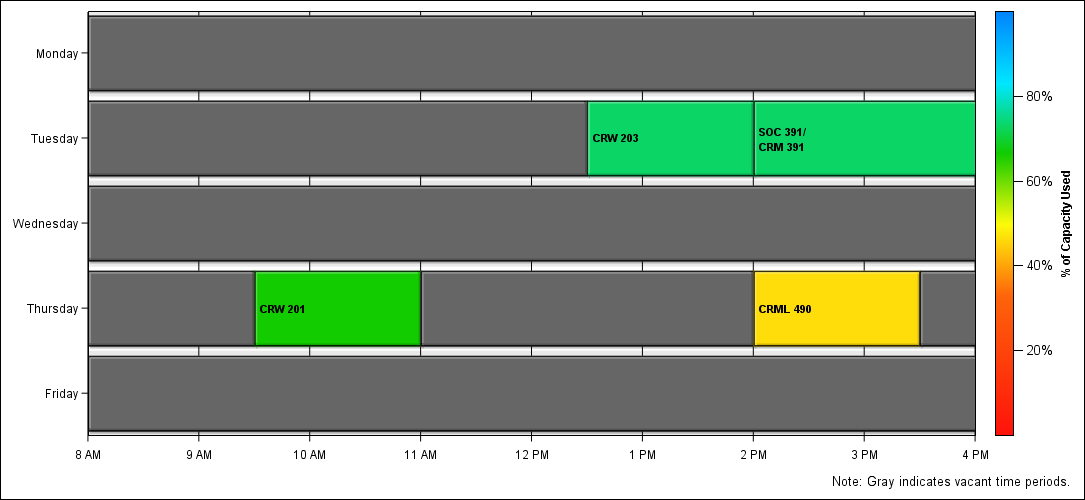 Monday
Tuesday
CRW 203
SOC 391/
CRM 391
Wednesday
Thursday
CRW 201
CRML 490
Friday
8 AM
9 AM
10 AM
11 AM
12 PM
1 PM
2 PM
3 PM
4 PM
80%
60%
40%
20%
% of Capacity Used
Note: Gray indicates vacant time periods.